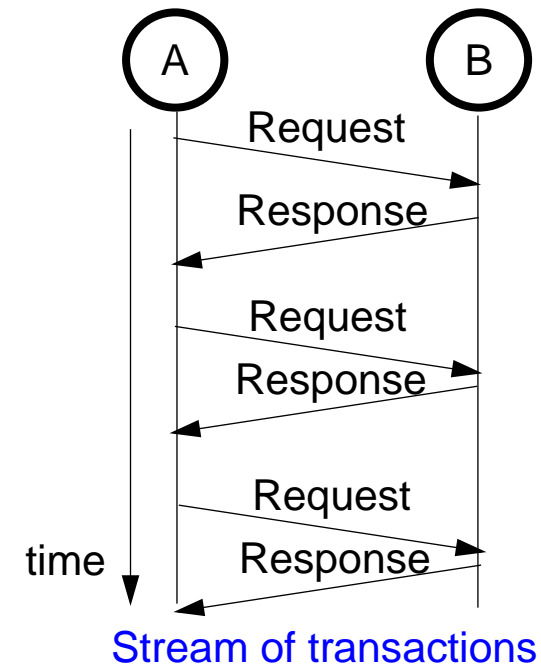 A B
Request
Response
Request
Response
Request
Response
time
Stream of transactions